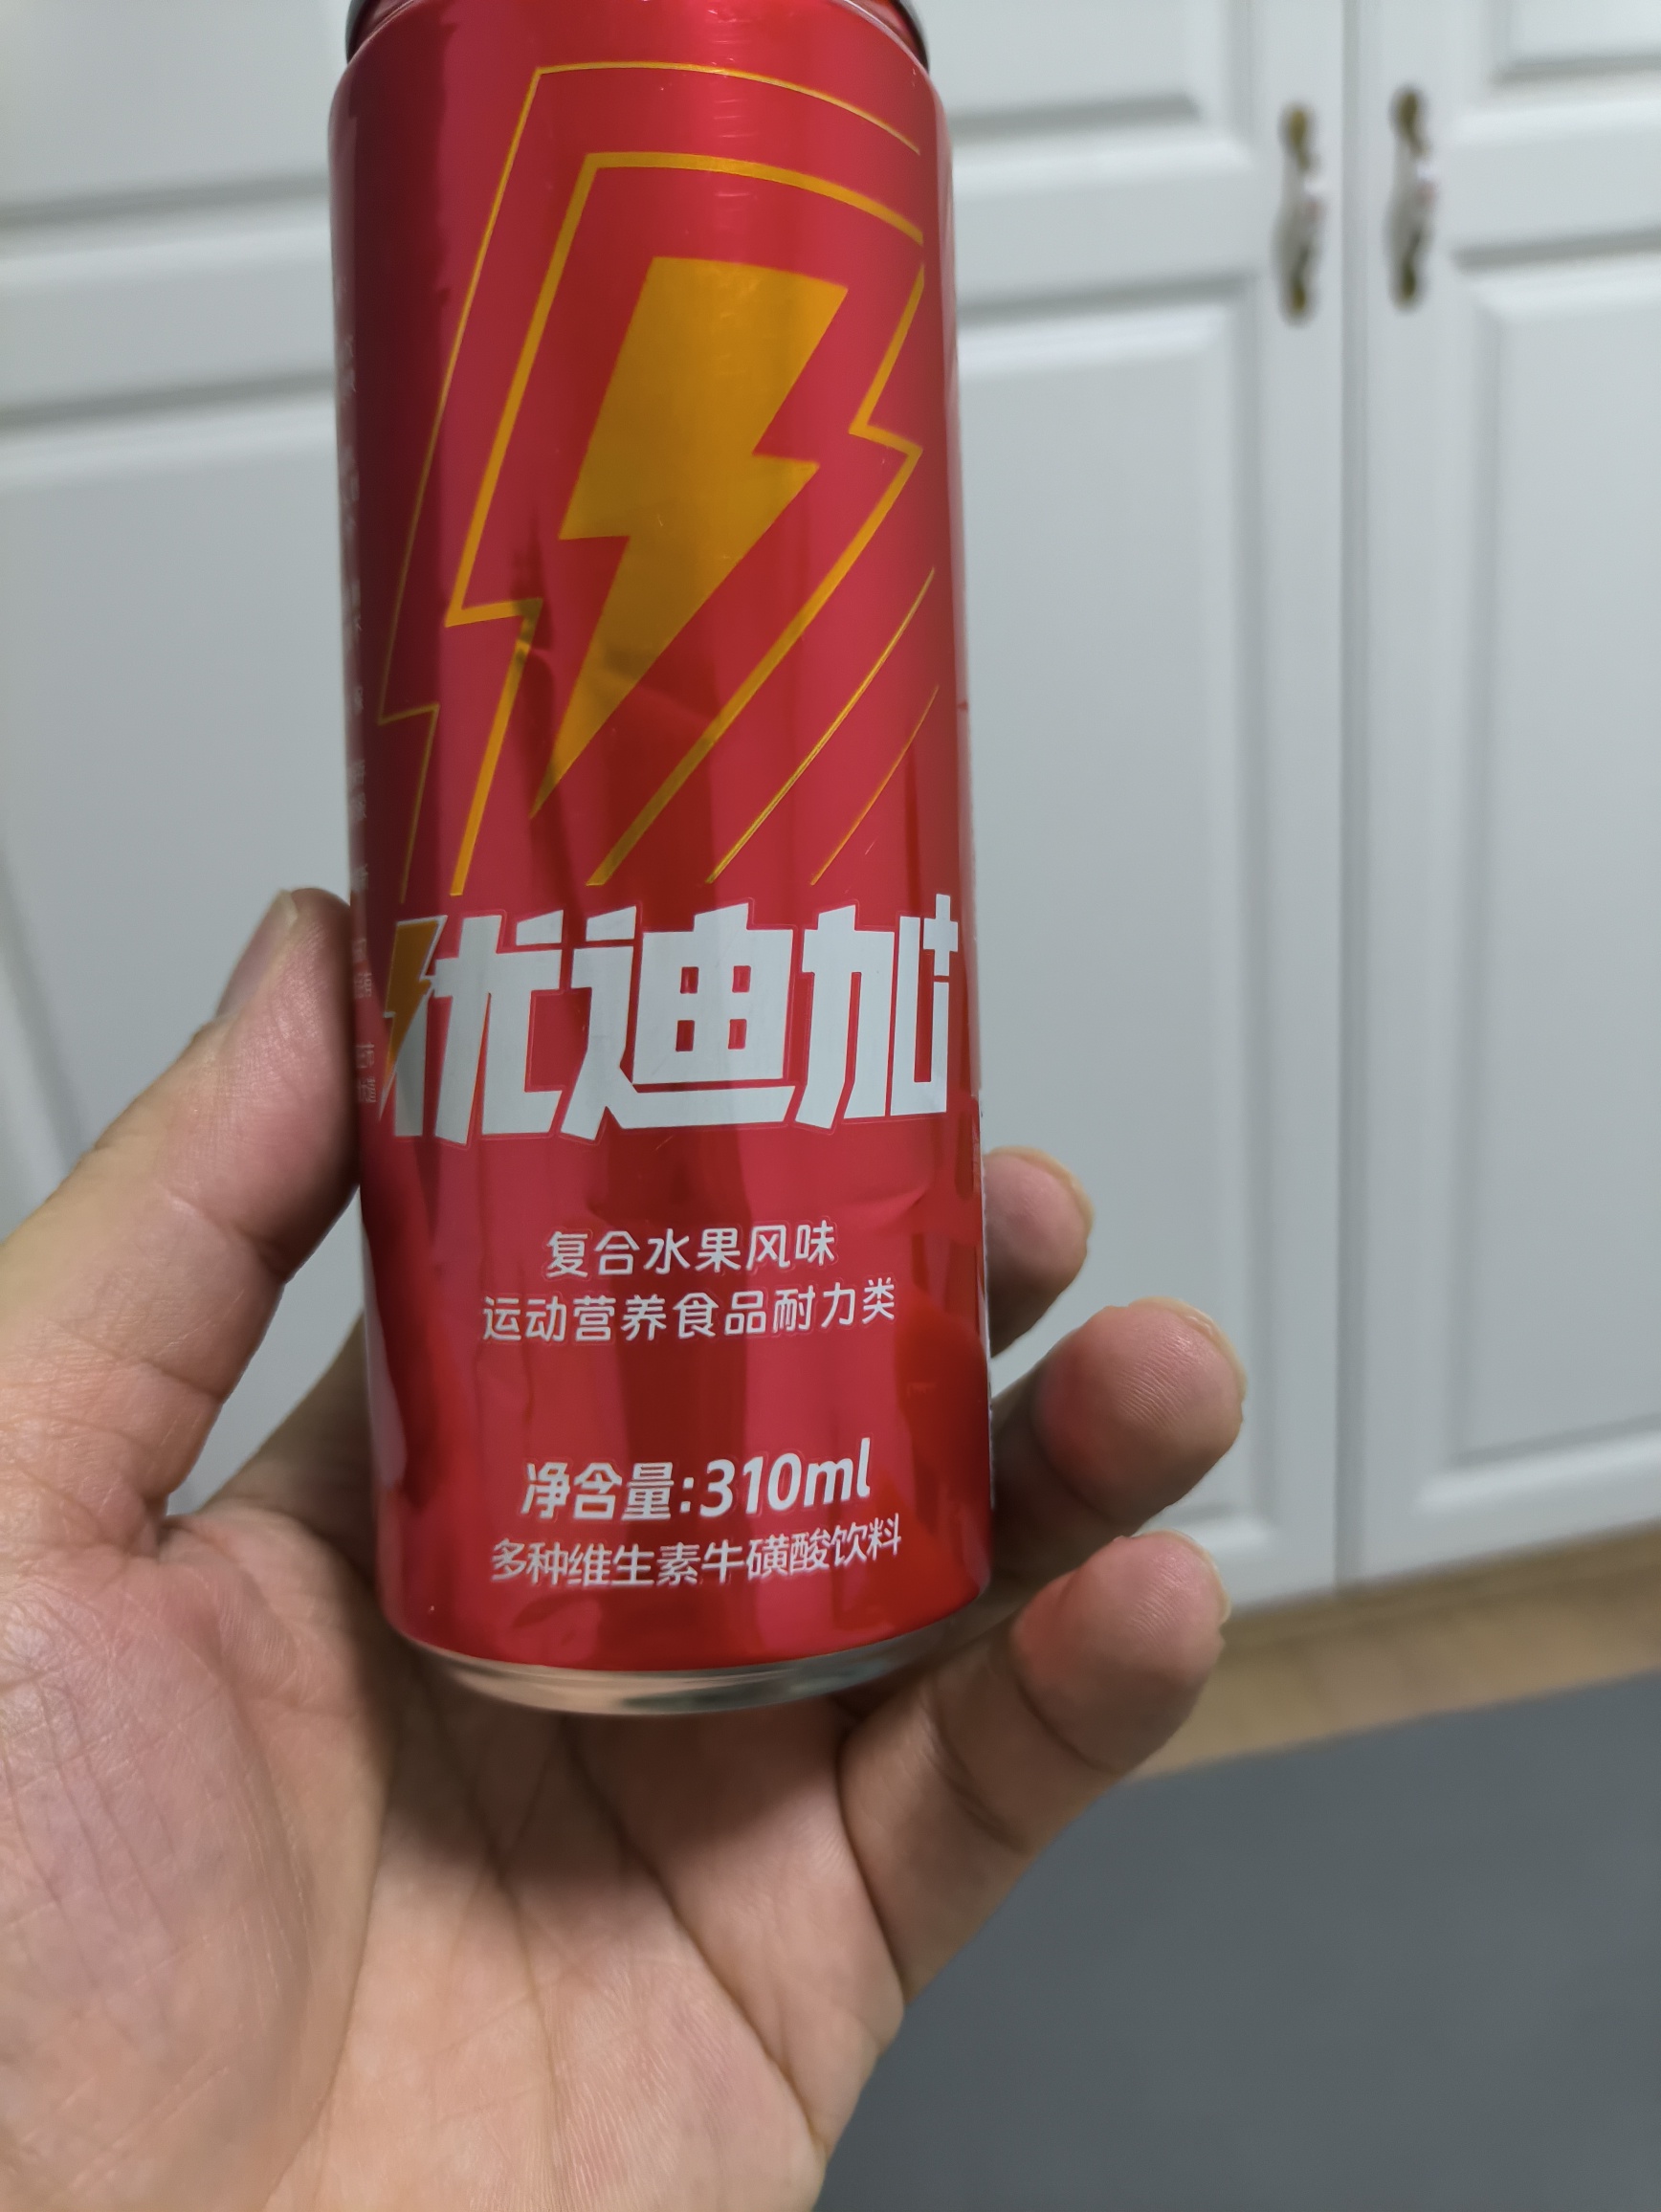 优迪加
复合水果风味
运动营养食品耐力类
净含量:310ml
多种维生素牛磺酸饮料